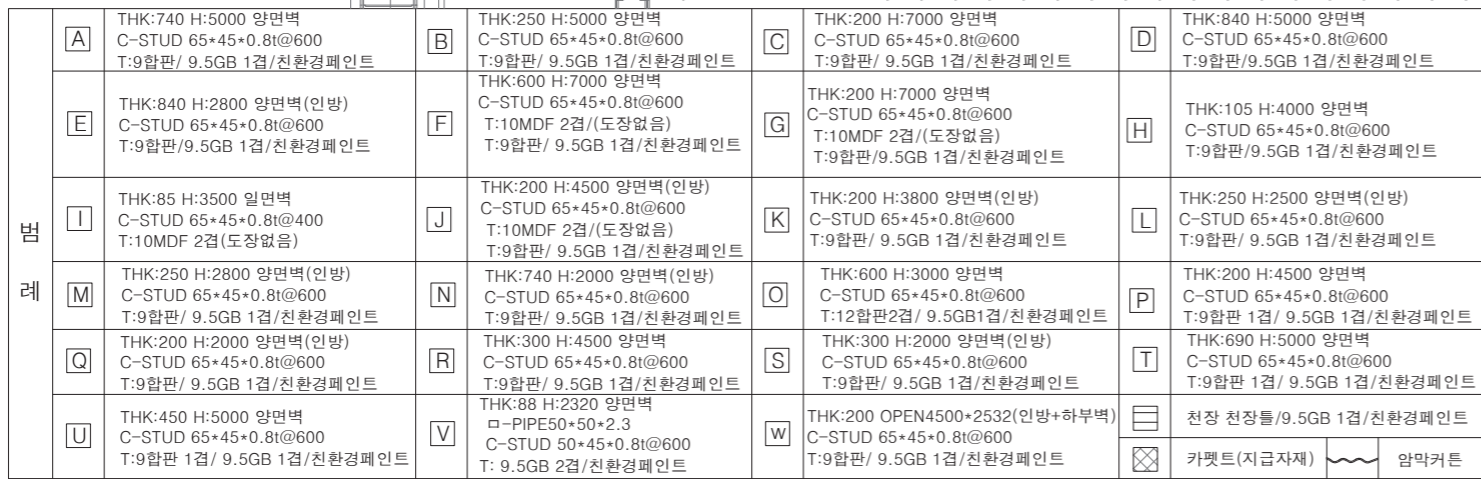 범
례
A
THK:740 H:5000 양면벽
C-STUD 65*45*0.8t@600
T:9합판/ 9.5GB 1겹/친환경페인트
B
THK:250 H:5000 양면벽
C-STUD 65*45*0.8t@600
T:9합판/ 9.5GB 1겹/친환경페인트
C
THK:200 H:7000 양면벽
C-STUD 65*45*0.8t@600
T:9합판/ 9.5GB 1겹/친환경페인트
D
THK:840 H:5000 양면벽
C-STUD 65*45*0.8t@600
T:9합판/9.5GB 1겹/친환경페인트
E
THK:840 H:2800 양면벽(인방)
C-STUD 65*45*0.8t@600
T:9합판/9.5GB 1겹/친환경페인트
F
THK:600 H:7000 양면벽
C-STUD 65*45*0.8t@600
T:10MDF 2겹/(도장없음)
T:9합판/ 9.5GB 1겹/친환경페인트
G
THK:200 H:7000 양면벽
C-STUD 65*45*0.8t@600
T:10MDF 2겹/(도장없음)
T:9합판/ 9.5GB 1겹/친환경페인트
H
THK:105 H:4000 양면벽
C-STUD 65*45*0.8t@600
T:9합판/9.5GB 1겹/친환경페인트
I
THK:85 H:3500 일면벽
C-STUD 65*45*0.8t@400
T:10MDF 2겹(도장없음)
J
THK:200 H:4500 양면벽(인방)
C-STUD 65*45*0.8t@600
T:10MDF 2겹/(도장없음)
T:9합판/ 9.5GB 1겹/친환경페인트
K
THK:200 H:3800 양면벽(인방)
C-STUD 65*45*0.8t@600
T:9합판/ 9.5GB 1겹/친환경페인트
L
THK:250 H:2500 양면벽(인방)
C-STUD 65*45*0.8t@600
T:9합판/ 9.5GB 1겹/친환경페인트
M
THK:250 H:2800 양면벽(인방)
C-STUD 65*45*0.8t@600
T:9합판/ 9.5GB 1겹/친환경페인트
N
THK:740 H:2000 양면벽(인방)
C-STUD 65*45*0.8t@600
T:9합판/ 9.5GB 1겹/친환경페인트
O
THK:600 H:3000 양면벽
C-STUD 65*45*0.8t@600
T:12합판2겹/ 9.5GB1겹/친환경페인트
P
THK:200 H:4500 양면벽
C-STUD 65*45*0.8t@600
T:9합판 1겹/ 9.5GB 1겹/친환경페인트
Q
THK:200 H:2000 양면벽(인방)
C-STUD 65*45*0.8t@600
T:9합판/ 9.5GB 1겹/친환경페인트
R
THK:300 H:4500 양면벽
C-STUD 65*45*0.8t@600
T:9합판/ 9.5GB 1겹/친환경페인트
S
THK:300 H:2000 양면벽(인방)
C-STUD 65*45*0.8t@600
T:9합판/ 9.5GB 1겹/친환경페인트
T
THK:690 H:5000 양면벽
C-STUD 65*45*0.8t@600
T:9합판 1겹/ 9.5GB 1겹/친환경페인트
U
THK:450 H:5000 양면벽
C-STUD 65*45*0.8t@600
T:9합판 1겹/ 9.5GB 1겹/친환경페인트
V
THK:88 H:2320 양면벽
ㅁ-PIPE50*50*2.3
C-STUD 50*45*0.8t@600
T: 9.5GB 2겹/친환경페인트
w
THK:200 OPEN4500*2532(인방+하부벽)
C-STUD 65*45*0.8t@600
T:9합판/ 9.5GB 1겹/친환경페인트
천장 천장틀/9.5GB 1겹/친환경페인트
카펫트(지급자재)
암막커튼